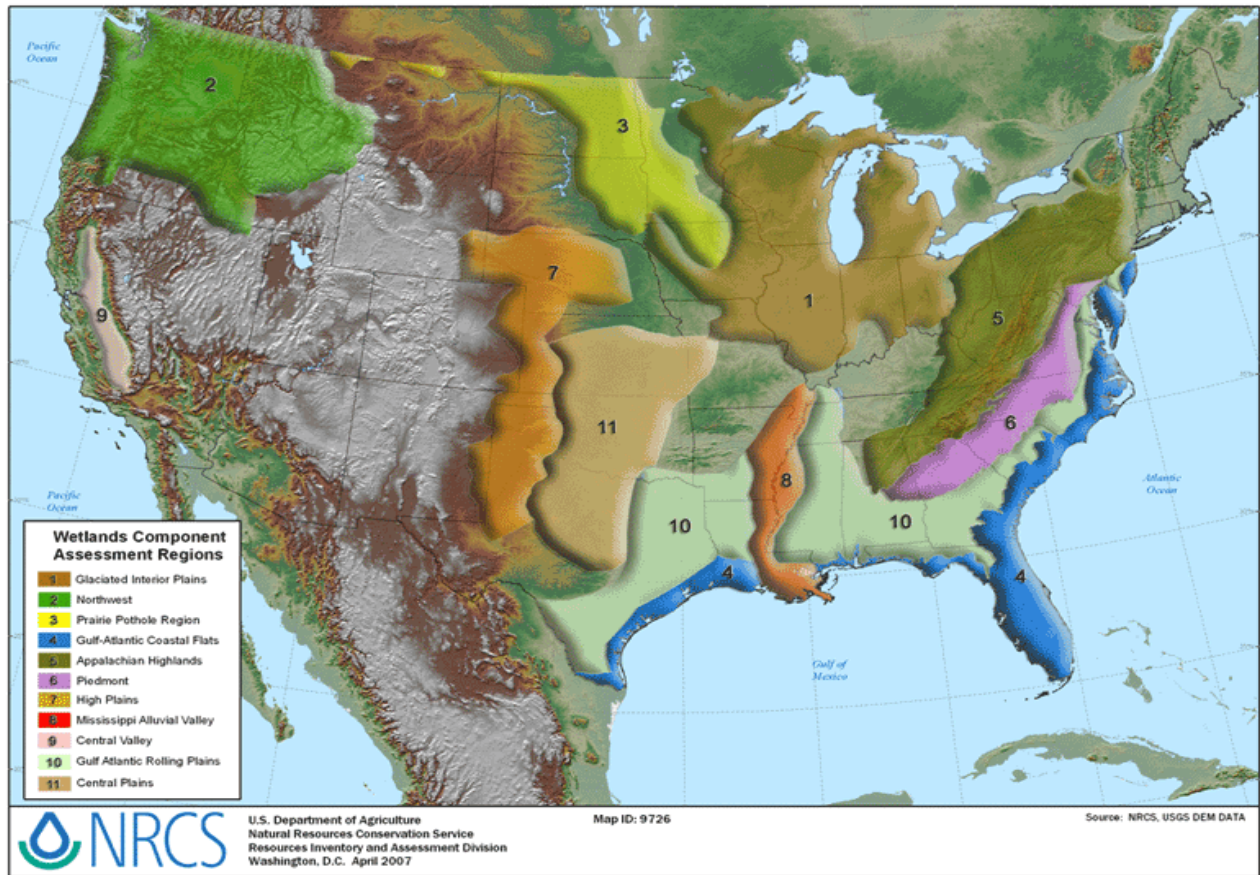 Pacific
Ocean
2
3
1
7
5
9
6
11
8
10
10
4
4
Atlantic
Ocean
Pacific
Ocean
Gulf of
Mexico
Wetlands Component
Assessment Regions
1 Glaciated Interior Plains
2 Northwest
3 Prairie Pothole Region
4 Gulf-Atlantic Coastal Flats
5 Appalachian Highlands
6 Piedmont
7 High Plains
8 Mississippi Alluvial Valley
9 Central Valley
10 Gulf Atlantic Rolling Plains
11 Central Plains
NRCS
U.S. Department of Agriculture
Natural Resources Conservation Service
Resources Inventory and Assessment Division
Washington, D.C. April 2007
Map ID: 9726
Source: NRCS, USGS DEM DATA